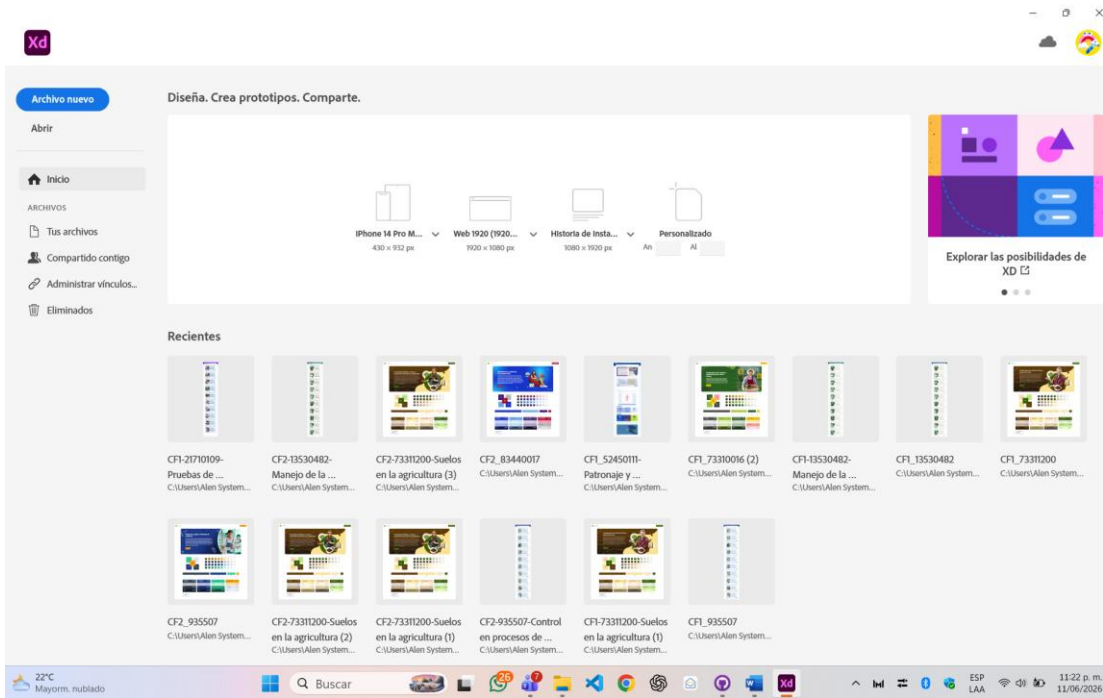 Xd
Archivo nuevo
Abrir
Inicio
ARCHIVOS
Tus archivos
Compartido contigo
Administrar vínculos...
Eliminados
Diseña. Crea prototipos. Comparte.
iPhone 14 Pro M...
430 × 932 px
Web 1920 (1920...
1920 × 1080 px
Historia de Insta...
1080 × 1920 px
Personalizado
An
Al
Explorar las posibilidades de
XD
Recientes
CF1-21710109-
Pruebas de ...
C:\Users\Alen System...
CF2-13530482-
Manejo de la ...
C:\Users\Alen System...
CF2-73311200-Suelos
en la agricultura (3)
C:\Users\Alen System...
CF2_83440017
C:\Users\Alen System...
CF1_52450111-
Patronaje y ...
C:\Users\Alen System...
CF1_73310016 (2)
C:\Users\Alen System...
CF1-13530482-
Manejo de la ...
C:\Users\Alen System...
CF1_13530482
C:\Users\Alen System...
CF1_73311200
C:\Users\Alen System...
CF2_935507
C:\Users\Alen System...
CF2-73311200-Suelos
en la agricultura (2)
C:\Users\Alen System...
CF2-73311200-Suelos
en la agricultura (1)
C:\Users\Alen System...
CF2-935507-Control
en procesos de ...
C:\Users\Alen System...
CF1-73311200-Suelos
en la agricultura (1)
C:\Users\Alen System...
CF1_935507
C:\Users\Alen System...
22°C
Mayorm. nublado
Buscar
26
9
Xd
ESP
LAA
11:22 p. m.
11/06/2026